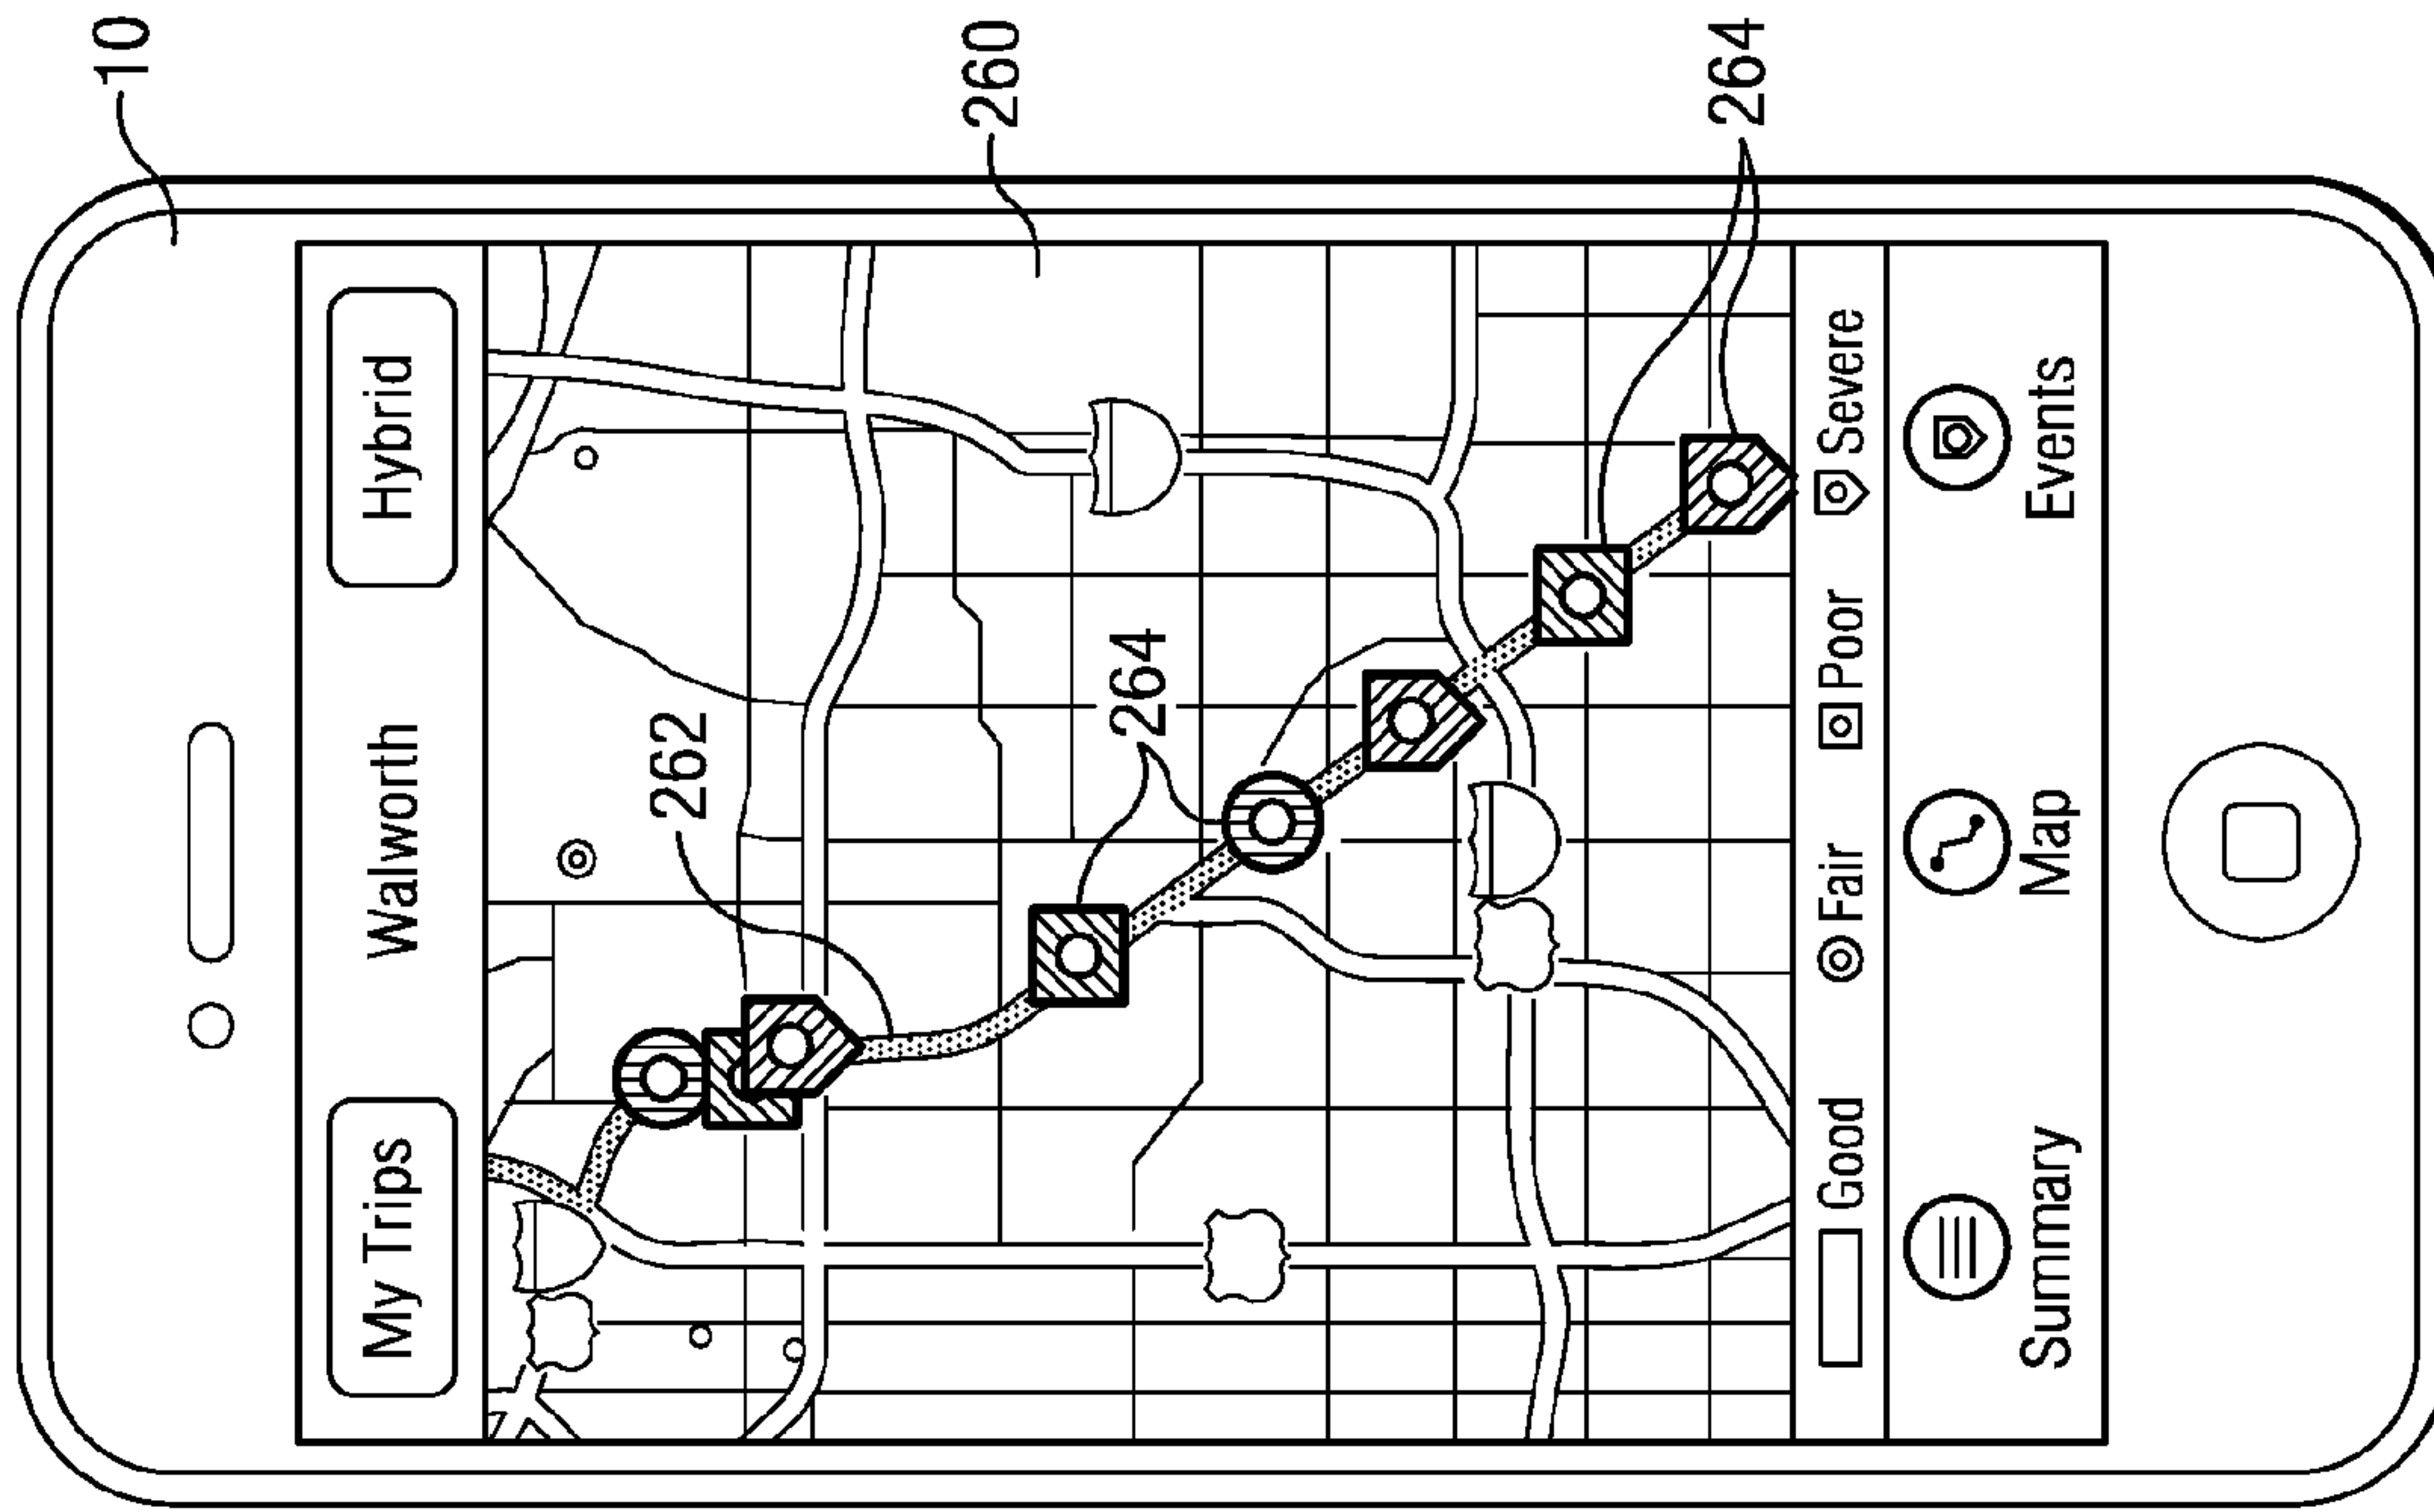 10
My Trips Walworth Hybrid
262
260
264
264
Good Fair Poor Severe
Summary Map Events